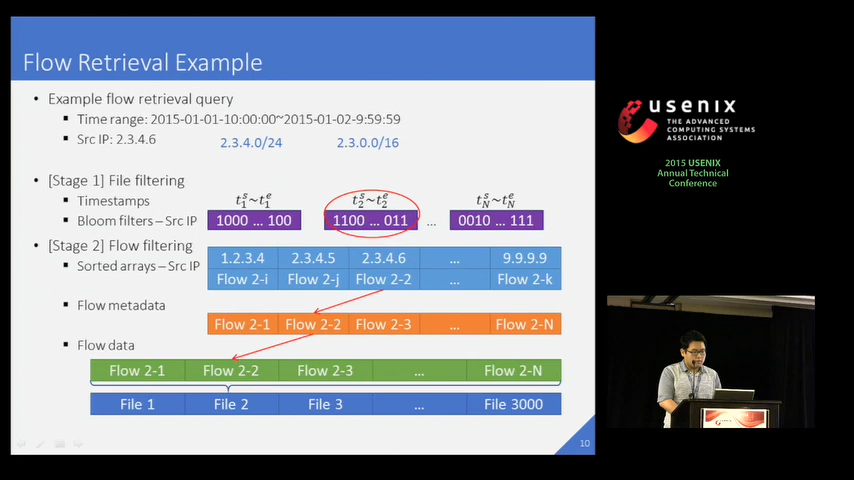 Flow Retrieval Example
• Example flow retrieval query
▪ Time range: 2015-01-01-10:00:00~2015-01-02-9:59:59
▪ Src IP: 2.3.4.6 2.3.4.0/24 2.3.0.0/16
• [Stage 1] File filtering
▪ Timestamps t₁ˢ~t₁ᵉ t₂ˢ~t₂ᵉ tₙˢ~tₙᵉ
▪ Bloom filters – Src IP 1000 ... 100 1100 ... 011 ... 0010 ... 111
• [Stage 2] Flow filtering
▪ Sorted arrays – Src IP
1.2.3.4 2.3.4.5 2.3.4.6 ... 9.9.9.9
Flow 2-i Flow 2-j Flow 2-2 ... Flow 2-k
▪ Flow metadata
Flow 2-1 Flow 2-2 Flow 2-3 ... Flow 2-N
▪ Flow data
Flow 2-1 Flow 2-2 Flow 2-3 ... Flow 2-N
File 1 File 2 File 3 ... File 3000
10
usenix
THE ADVANCED
COMPUTING SYSTEMS
ASSOCIATION
2015 USENIX
Annual Technical
Conference